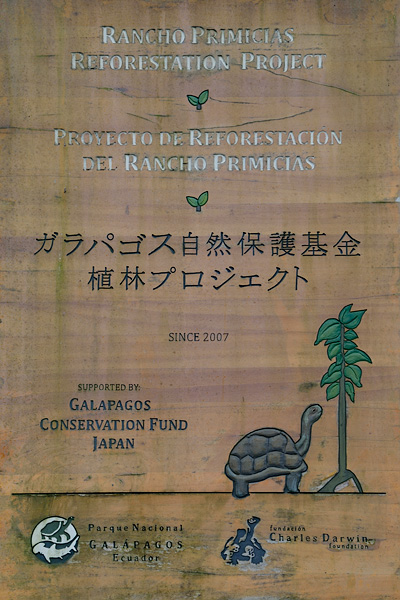 RANCHO PRIMICIAS
REFORESTATION PROJECT
PROYECTO DE REFORESTACIÓN
DEL RANCHO PRIMICIAS
ガラパゴス自然保護基金
植林プロジェクト
SINCE 2007
SUPPORTED BY:
GALAPAGOS
CONSERVATION FUND
JAPAN
Parque Nacional
GALÁPAGOS
Ecuador
fundación
Charles Darwin
foundation